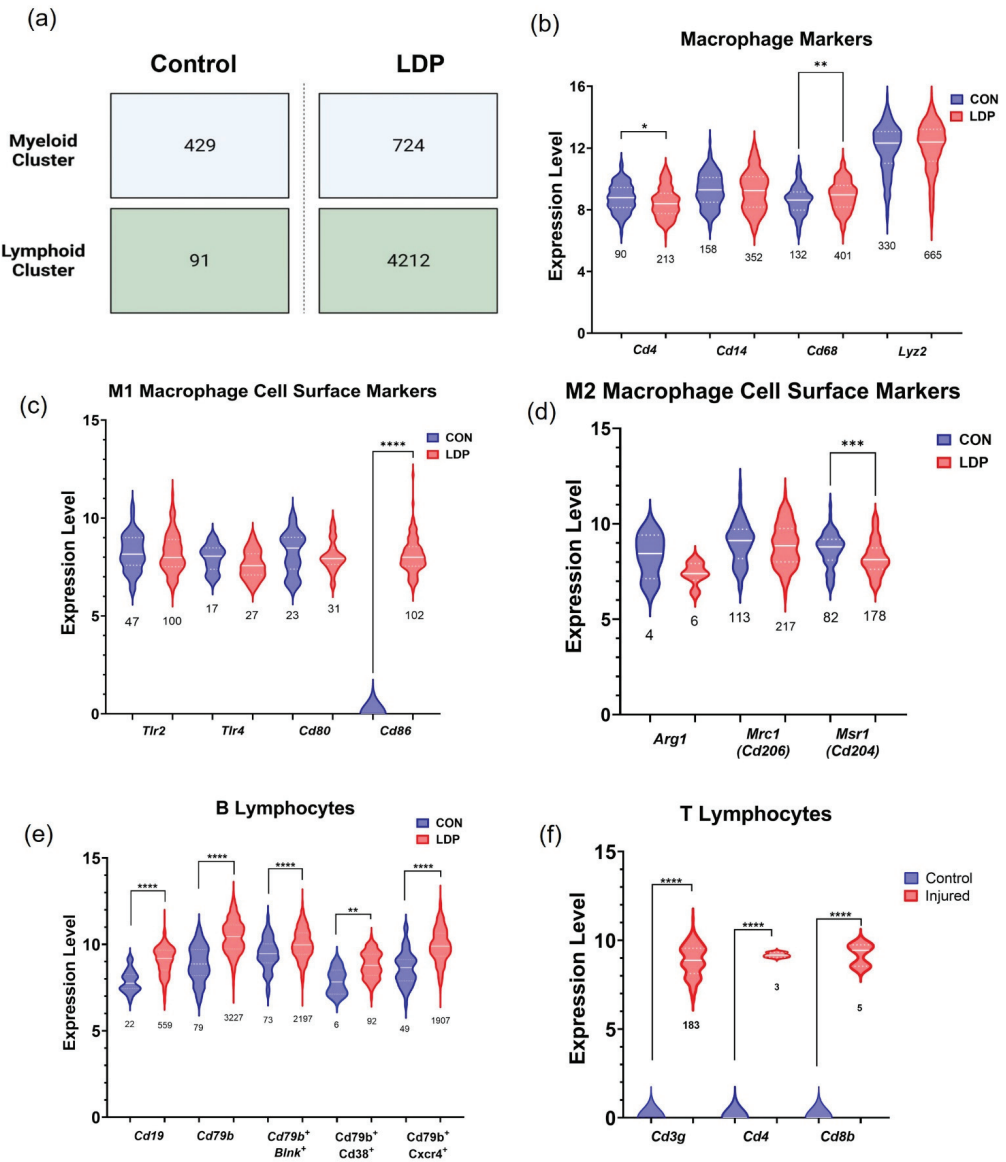 (a)
Control LDP
Myeloid Cluster 429 724
Lymphoid Cluster 91 4212
(b)
Macrophage Markers
Expression Level
16
12
8
4
0
* **
CON
LDP
90 213 158 352 132 401 330 665
Cd4 Cd14 Cd68 Lyz2
(c)
M1 Macrophage Cell Surface Markers
Expression Level
15
10
5
0
****
CON
LDP
47 100 17 27 23 31 102
Tlr2 Tlr4 Cd80 Cd86
(d)
M2 Macrophage Cell Surface Markers
Expression Level
15
10
5
0
***
CON
LDP
4 6 113 217 82 178
Arg1 Mrc1 Msr1
(Cd206) (Cd204)
(e)
B Lymphocytes
Expression Level
15
10
5
0
**** **** **** ** ****
CON
LDP
22 559 79 3227 73 2197 6 92 49 1907
Cd19 Cd79b Cd79b+ Cd79b+ Cd79b+
Blnk+ Cd38+ Cxcr4+
(f)
T Lymphocytes
Expression Level
15
10
5
0
**** **** ****
Control
Injured
183 3 5
Cd3g Cd4 Cd8b